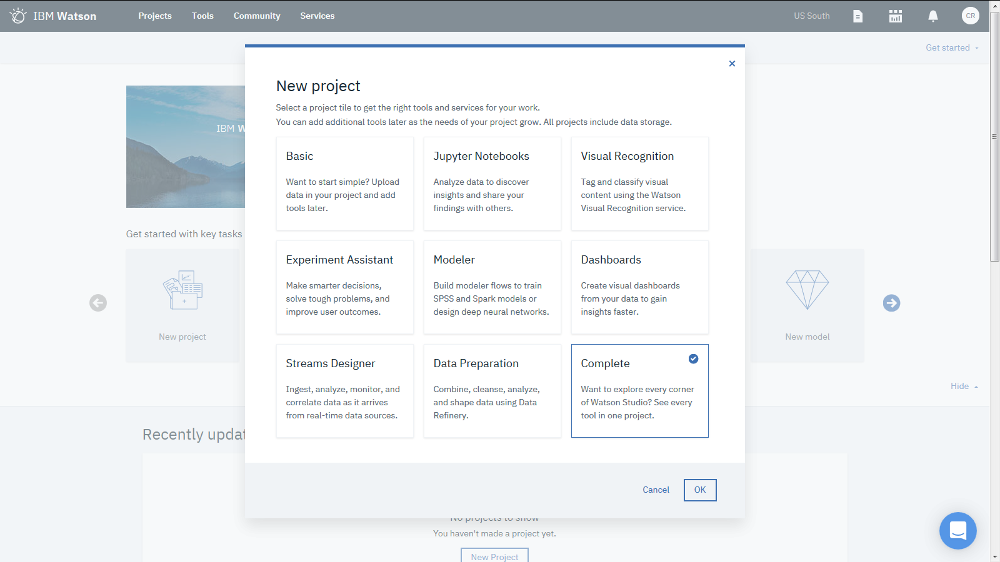 IBM Watson
Projects
Tools
Community
Services
US South
CR
Get started
IBM W
Get started with key tasks
New project
New model
Hide
Recently updat
New project
Select a project tile to get the right tools and services for your work.
You can add additional tools later as the needs of your project grow. All projects include data storage.
Basic
Want to start simple? Upload
data in your project and add
tools later.
Jupyter Notebooks
Analyze data to discover
insights and share your
findings with others.
Visual Recognition
Tag and classify visual
content using the Watson
Visual Recognition service.
Experiment Assistant
Make smarter decisions,
solve tough problems, and
improve user outcomes.
Modeler
Build modeler flows to train
SPSS and Spark models or
design deep neural networks.
Dashboards
Create visual dashboards
from your data to gain
insights faster.
Streams Designer
Ingest, analyze, monitor, and
correlate data as it arrives
from real-time data sources.
Data Preparation
Combine, cleanse, analyze,
and shape data using Data
Refinery.
Complete
Want to explore every corner
of Watson Studio? See every
tool in one project.
Cancel
OK
No projects to show
You haven't made a project yet.
New Project